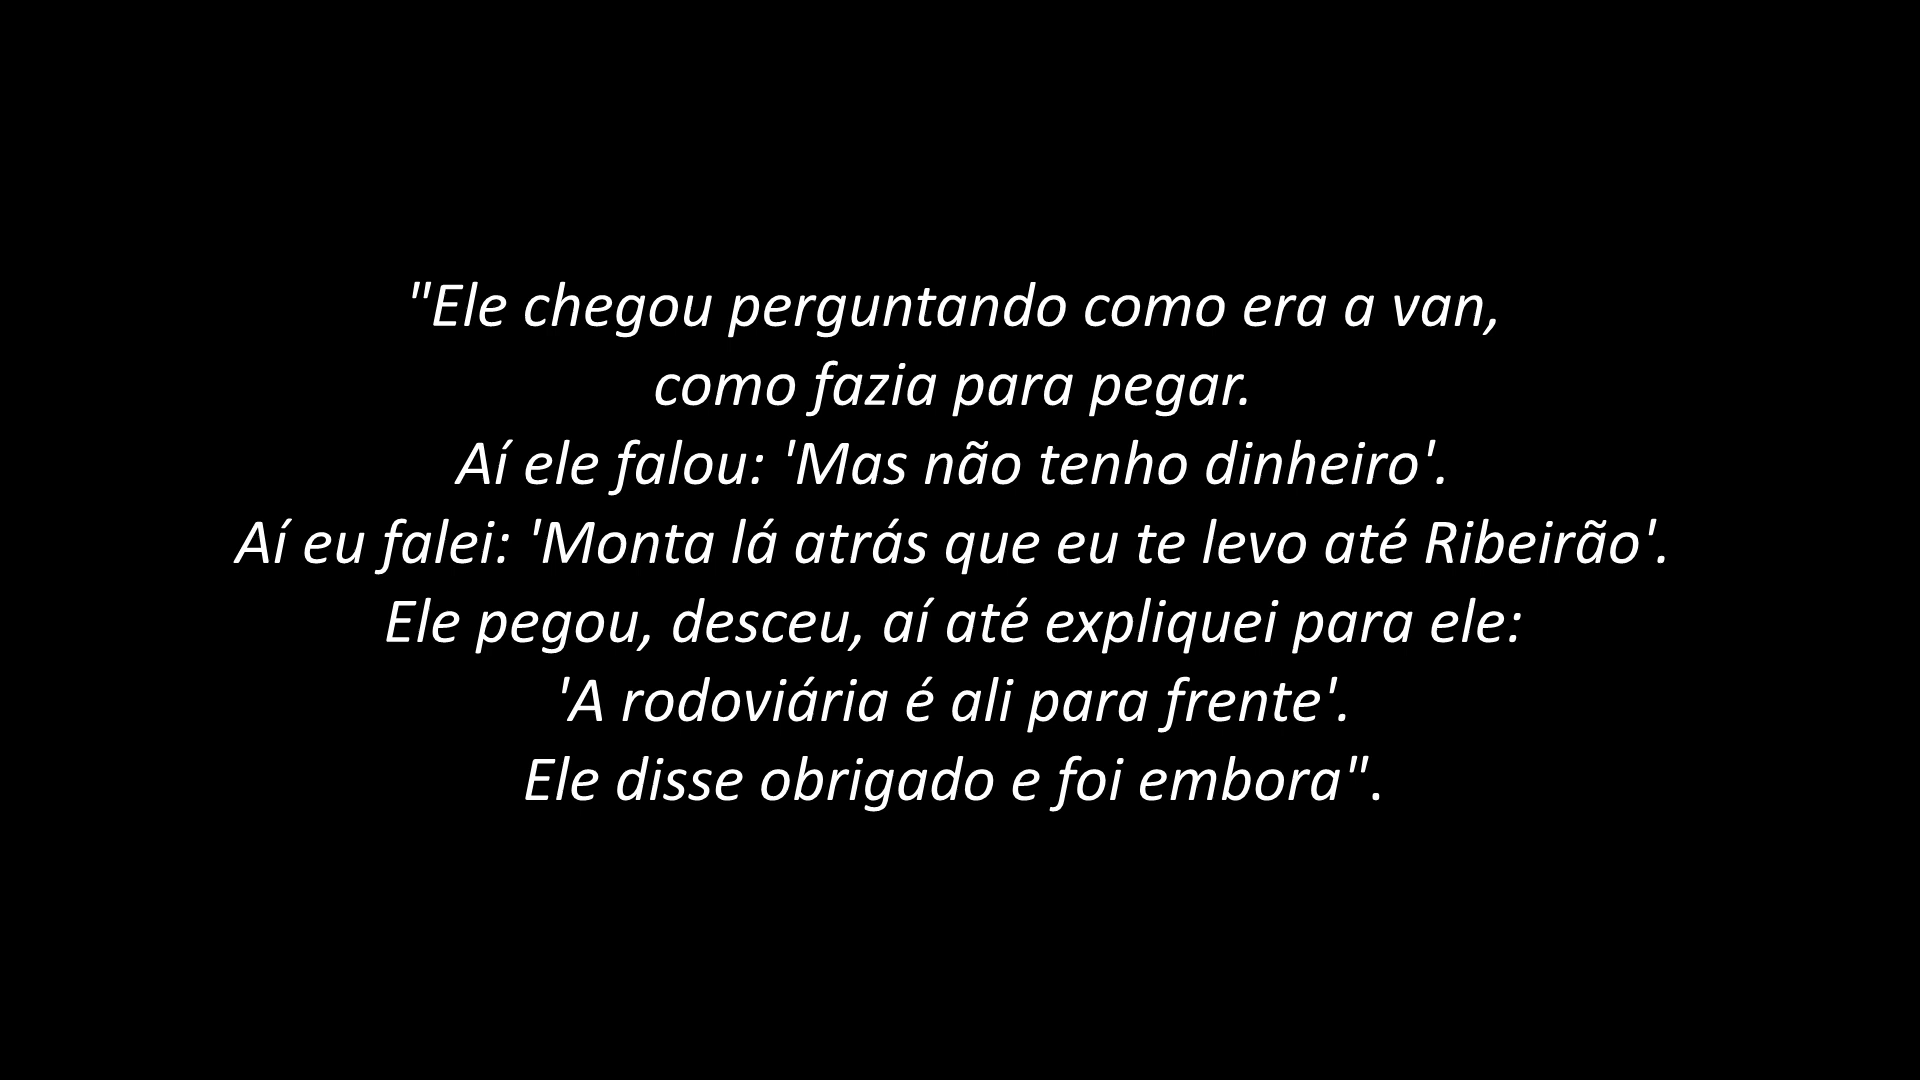 "Ele chegou perguntando como era a van,
como fazia para pegar.
Aí ele falou: 'Mas não tenho dinheiro'.
Aí eu falei: 'Monta lá atrás que eu te levo até Ribeirão'.
Ele pegou, desceu, aí até expliquei para ele:
'A rodoviária é ali para frente'.
Ele disse obrigado e foi embora".